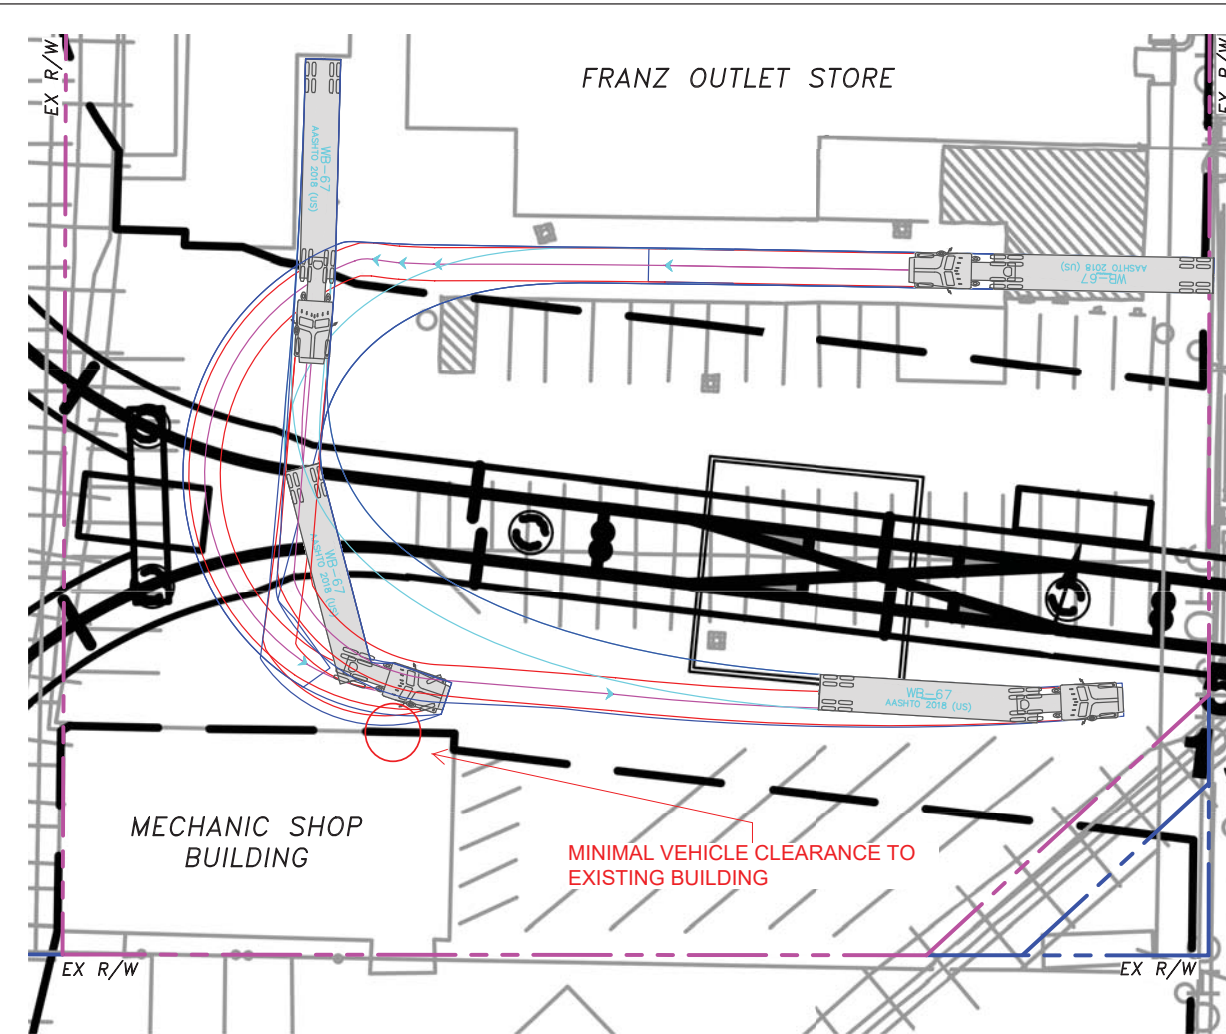 EX R/W
FRANZ OUTLET STORE
EX R/W
WB-67
AASHTO 2018 (US)
WB-67
AASHTO 2018 (US)
WB-67
AASHTO 2018 (US)
WB-67
AASHTO 2018 (US)
MECHANIC SHOP
BUILDING
MINIMAL VEHICLE CLEARANCE TO
EXISTING BUILDING
EX R/W
EX R/W